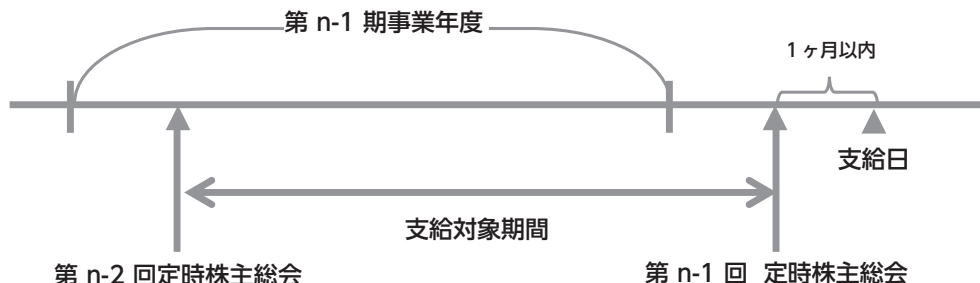 第 n-1 期事業年度
1 ヶ月以内
支給日
支給対象期間
第 n-2 回定時株主総会
第 n-1 回 定時株主総会